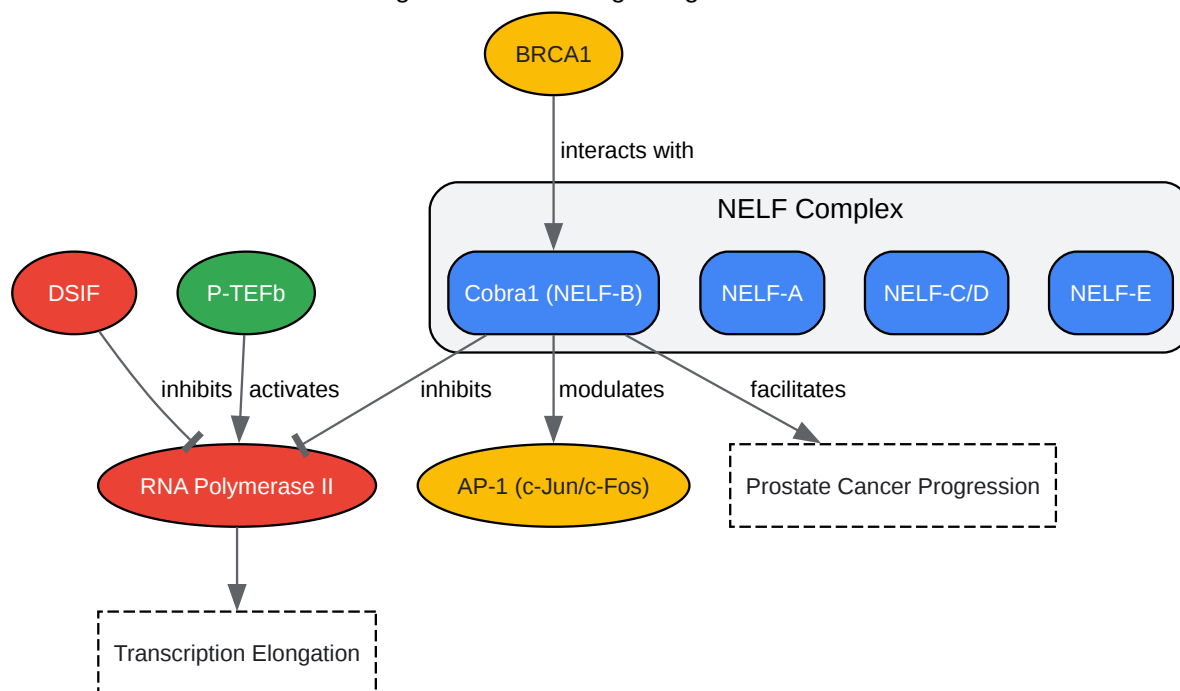 BRCA1
interacts with
NELF Complex
DSIF
P-TEFb
Cobra1 (NELF-B)
NELF-A
NELF-C/D
NELF-E
inhibits
activates
inhibits
modulates
facilitates
RNA Polymerase II
AP-1 (c-Jun/c-Fos)
Prostate Cancer Progression
Transcription Elongation